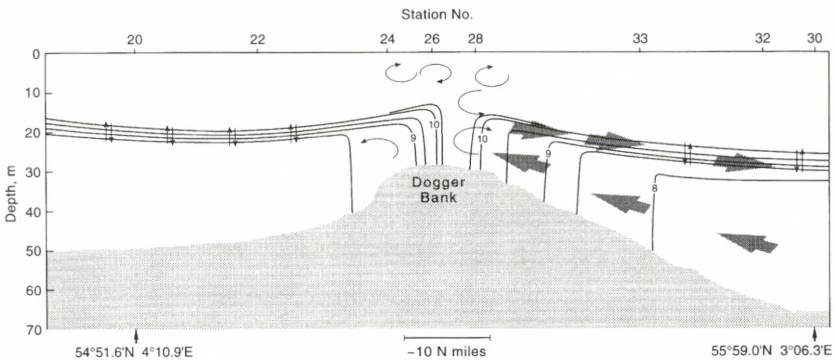 Station No.
20 22 24 26 28 33 32 30
0
10
20
30
40
50
60
70
Depth, m
10
9
10
9
8
Dogger
Bank
54°51.6'N 4°10.9'E
~10 N miles
55°59.0'N 3°06.3'E